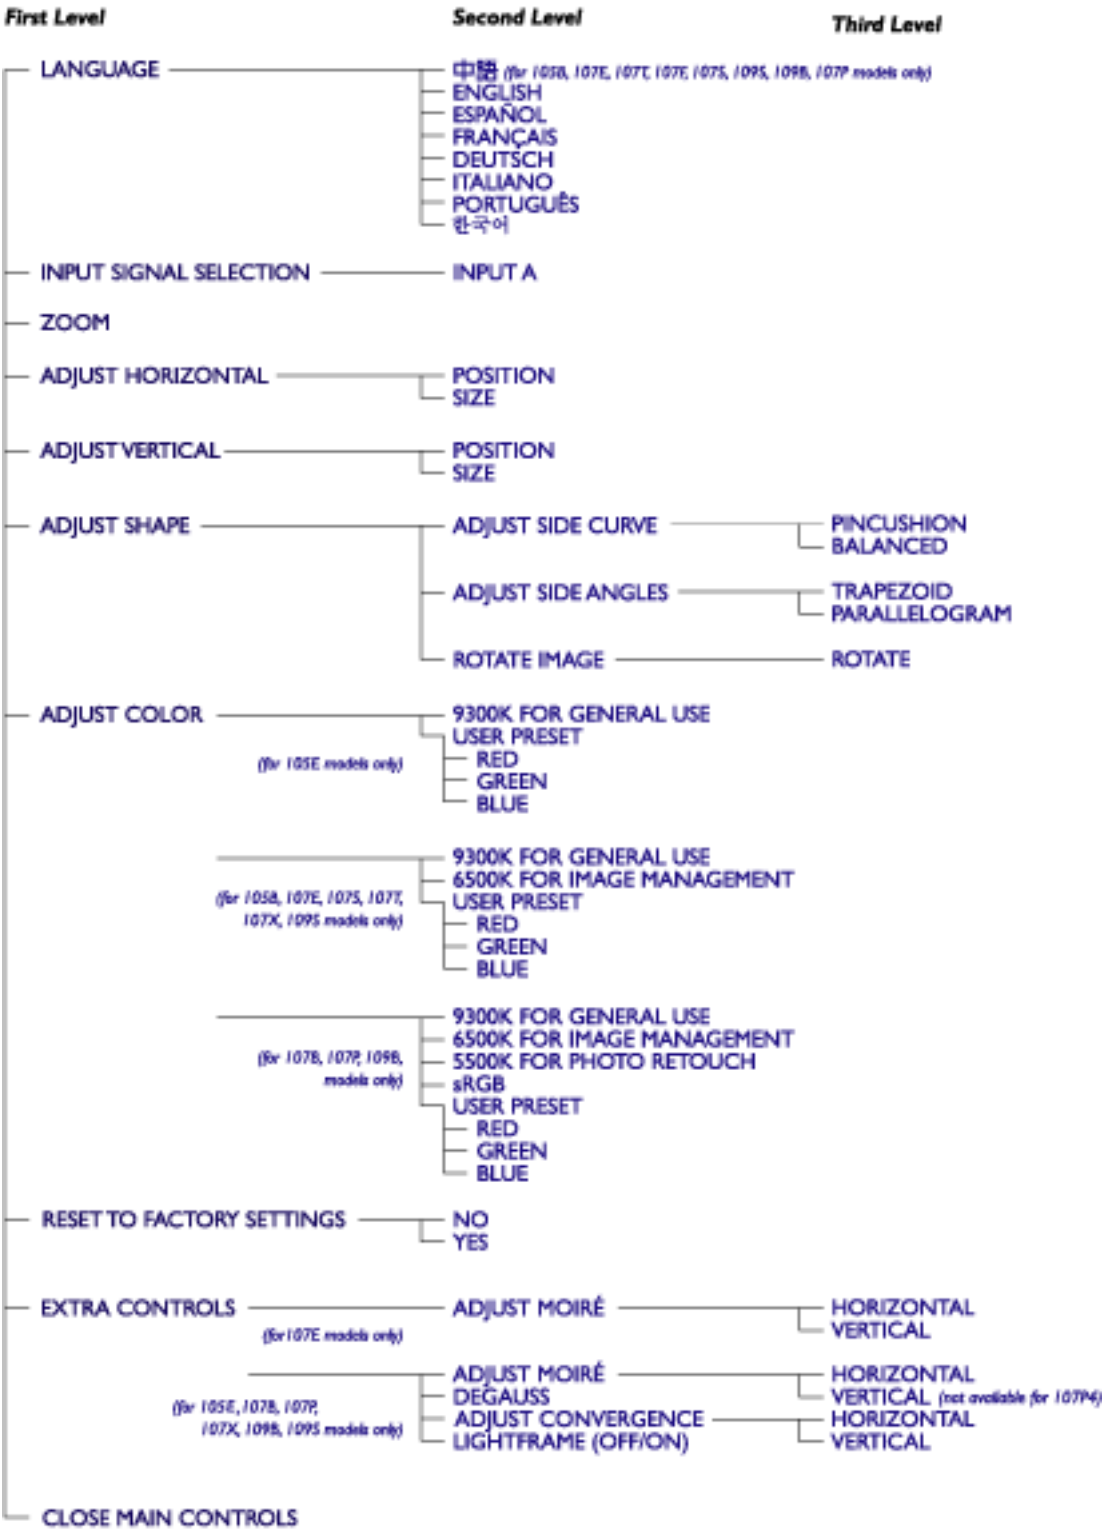 First Level Second Level Third Level
LANGUAGE 中語 (for 105B, 107E, 107T, 107F, 107S, 109S, 109B, 107P models only)
ENGLISH
ESPAÑOL
FRANÇAIS
DEUTSCH
ITALIANO
PORTUGUÊS
한국어
INPUT SIGNAL SELECTION INPUT A
ZOOM
ADJUST HORIZONTAL POSITION
SIZE
ADJUST VERTICAL POSITION
SIZE
ADJUST SHAPE ADJUST SIDE CURVE PINCUSHION
BALANCED
ADJUST SIDE ANGLES TRAPEZOID
PARALLELOGRAM
ROTATE IMAGE ROTATE
ADJUST COLOR 9300K FOR GENERAL USE
USER PRESET
(for 105E models only) RED
GREEN
BLUE
9300K FOR GENERAL USE
6500K FOR IMAGE MANAGEMENT
(for 105B, 107E, 107S, 107T, USER PRESET
107X, 109S models only) RED
GREEN
BLUE
9300K FOR GENERAL USE
6500K FOR IMAGE MANAGEMENT
(for 107B, 107P, 109B, 5500K FOR PHOTO RETOUCH
models only) sRGB
USER PRESET
RED
GREEN
BLUE
RESET TO FACTORY SETTINGS NO
YES
EXTRA CONTROLS ADJUST MOIRÉ HORIZONTAL
(for107E models only) VERTICAL
ADJUST MOIRÉ HORIZONTAL
DEGAUSS VERTICAL (not available for 107P4)
(for 105E, 107B, 107P, ADJUST CONVERGENCE HORIZONTAL
107X, 109B, 109S models only) LIGHTFRAME (OFF/ON) VERTICAL
CLOSE MAIN CONTROLS